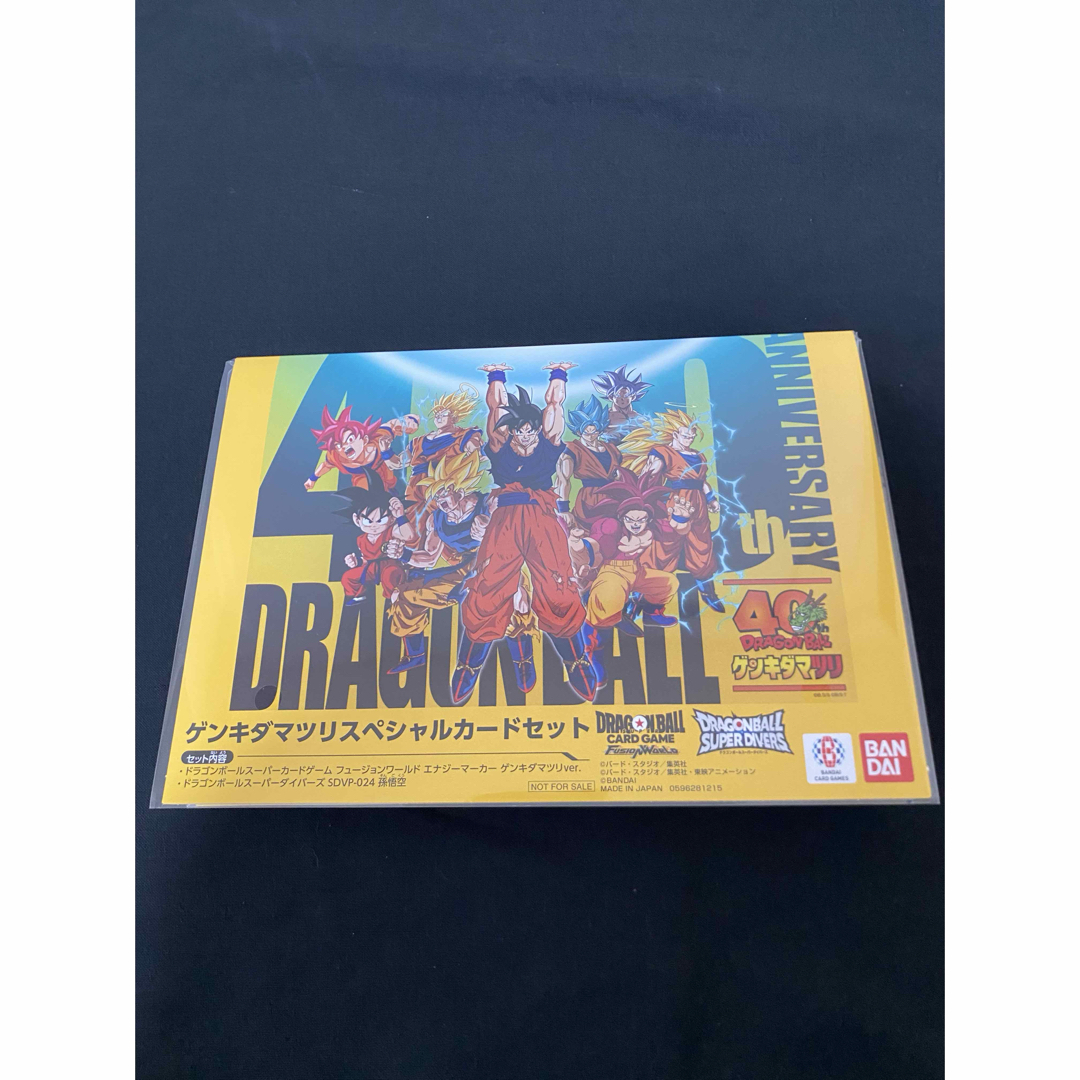 40th
ANNIVERSARY
DRAGON BALL
40th
DRAGON BALL
ゲンキダマツリ
ゲンキダマツリスペシャルカードセット
DRAGON BALL
CARD GAME
FUSION WORLD
DRAGONBALL
SUPER DIVERS
セット内容
・ドラゴンボールスーパーカードゲーム フュージョンワールド エナジーマーカー ゲンキダマツリver.
・ドラゴンボールスーパーダイバーズ SDVP-024 孫悟空
NOT FOR SALE
©バード・スタジオ／集英社
©バード・スタジオ／集英社・東映アニメーション
©BANDAI
MADE IN JAPAN 0596281215
BANDAI
CARD GAMES
BAN
DAI